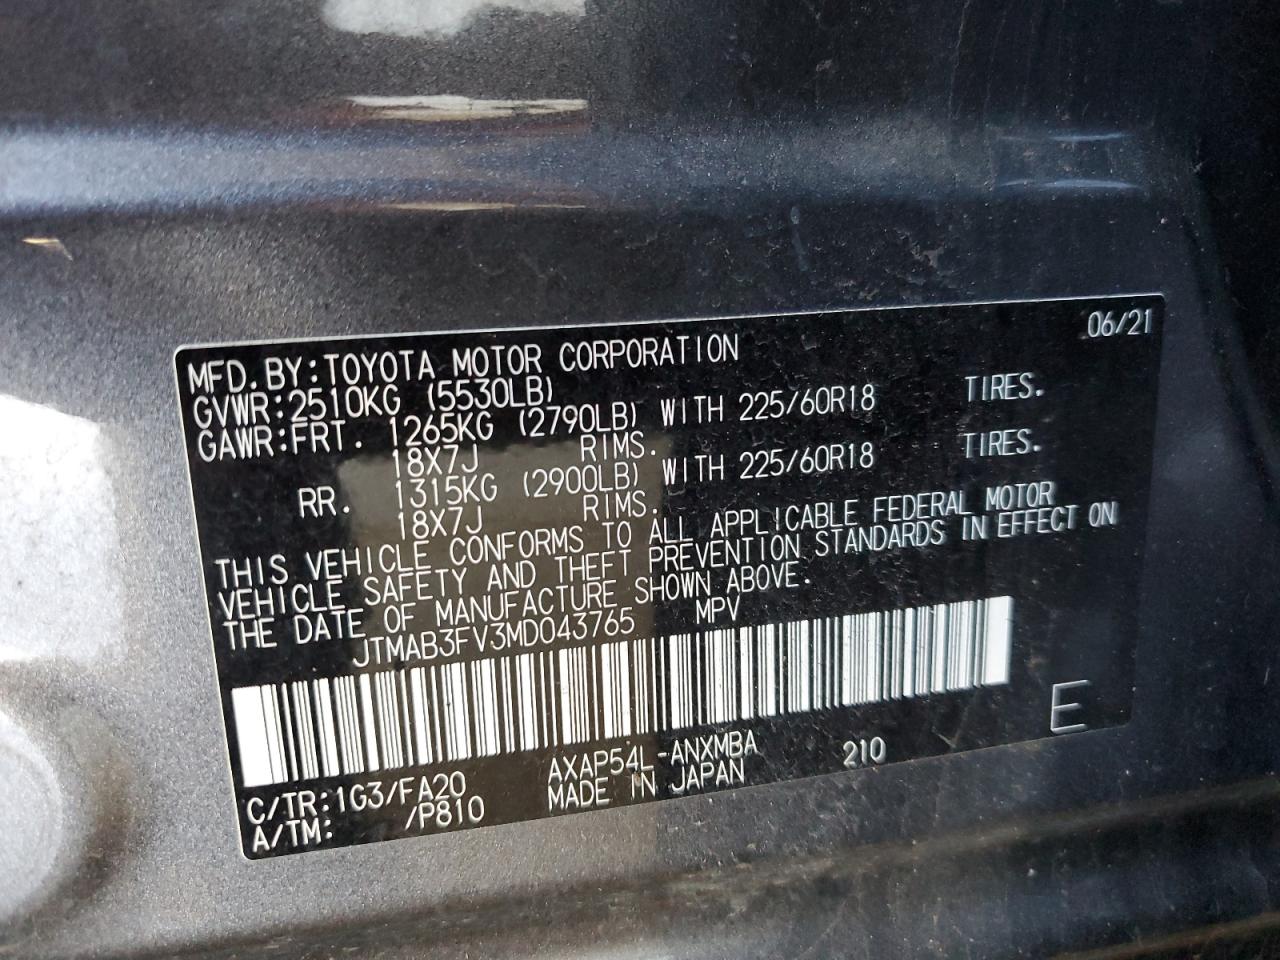 06/21
MFD.BY:TOYOTA MOTOR CORPORATION
GVWR:2510KG (5530LB)
GAWR:FRT. 1265KG (2790LB) WITH 225/60R18 TIRES.
18X7J RIMS.
RR. 1315KG (2900LB) WITH 225/60R18 TIRES.
18X7J RIMS.
THIS VEHICLE CONFORMS TO ALL APPLICABLE FEDERAL MOTOR
VEHICLE SAFETY AND THEFT PREVENTION STANDARDS IN EFFECT ON
THE DATE OF MANUFACTURE SHOWN ABOVE.
JTMAB3FV3MD043765 MPV
E
C/TR:1G3/FA20 AXAP54L-ANXMBA 210
A/TM: /P810 MADE IN JAPAN